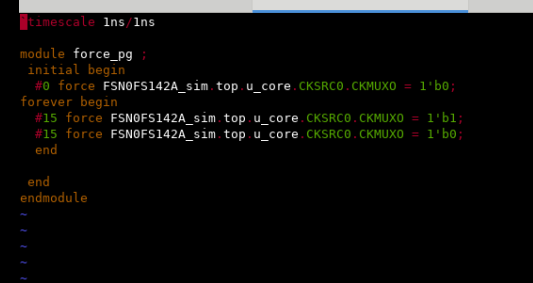 `timescale 1ns/1ns
module force_pg ;
initial begin
#0 force FSN0FS142A_sim.top.u_core.CKSRC0.CKMUXO = 1'b0;
forever begin
#15 force FSN0FS142A_sim.top.u_core.CKSRC0.CKMUXO = 1'b1;
#15 force FSN0FS142A_sim.top.u_core.CKSRC0.CKMUXO = 1'b0;
end
end
endmodule
~
~
~
~
~